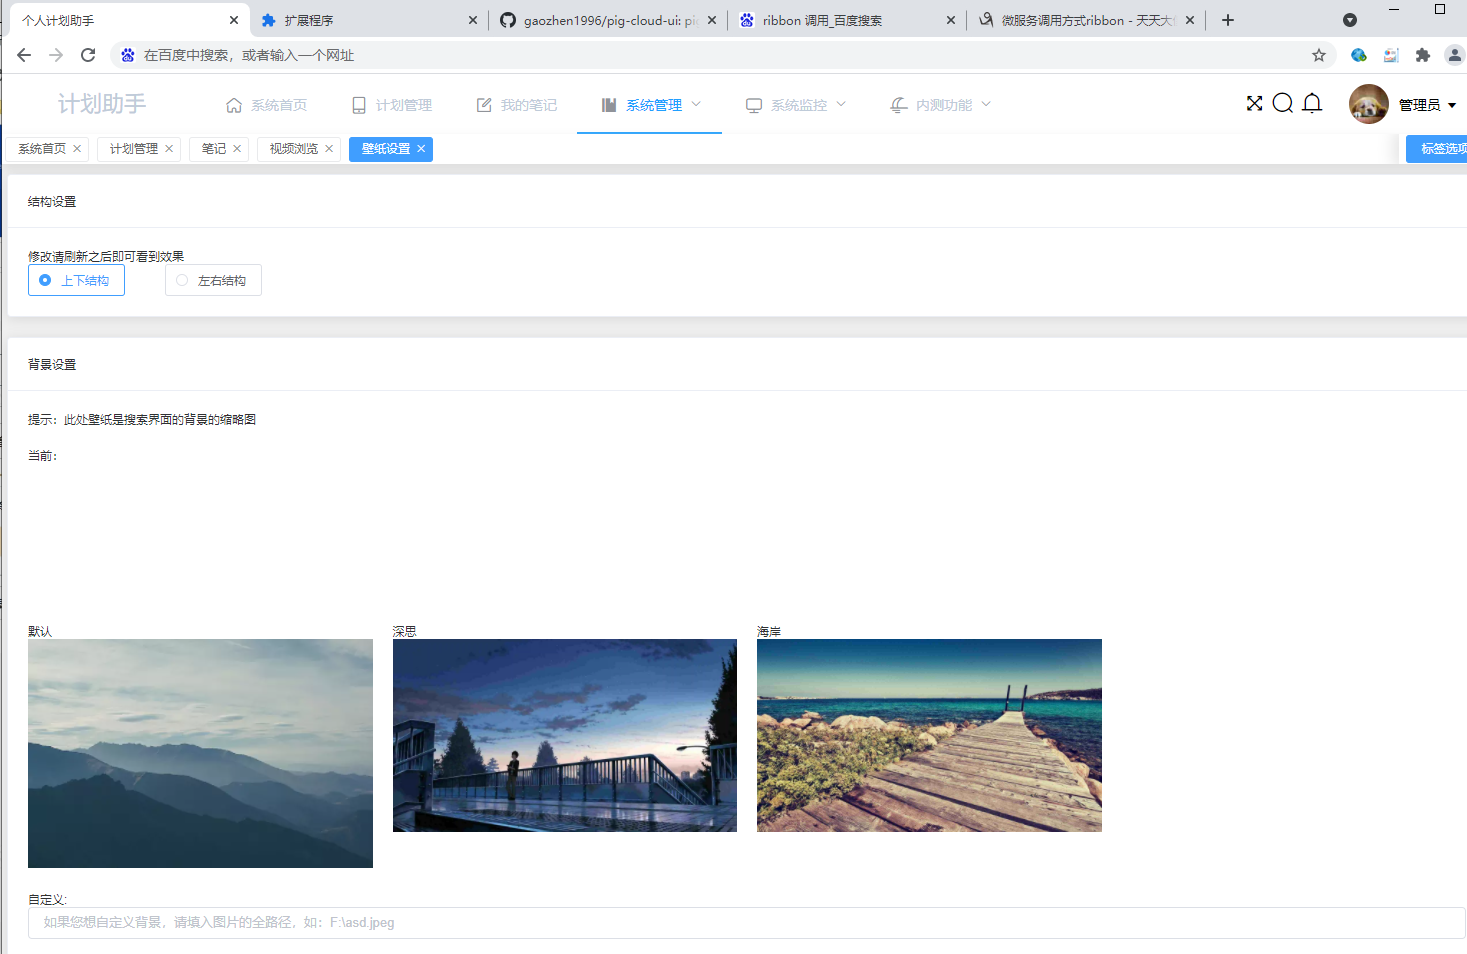 个人计划助手
扩展程序
gaozhen1996/pig-cloud-ui: pi
ribbon 调用_百度搜索
微服务调用方式ribbon - 天天大
在百度中搜索，或者输入一个网址
计划助手
系统首页
计划管理
我的笔记
系统管理
系统监控
内测功能
管理员
系统首页
计划管理
笔记
视频浏览
壁纸设置
标签选项
结构设置
修改请刷新之后即可看到效果
上下结构
左右结构
背景设置
提示：此处壁纸是搜索界面的背景的缩略图
当前：
默认
深思
海岸
自定义:
如果您想自定义背景，请填入图片的全路径，如：F:\asd.jpeg